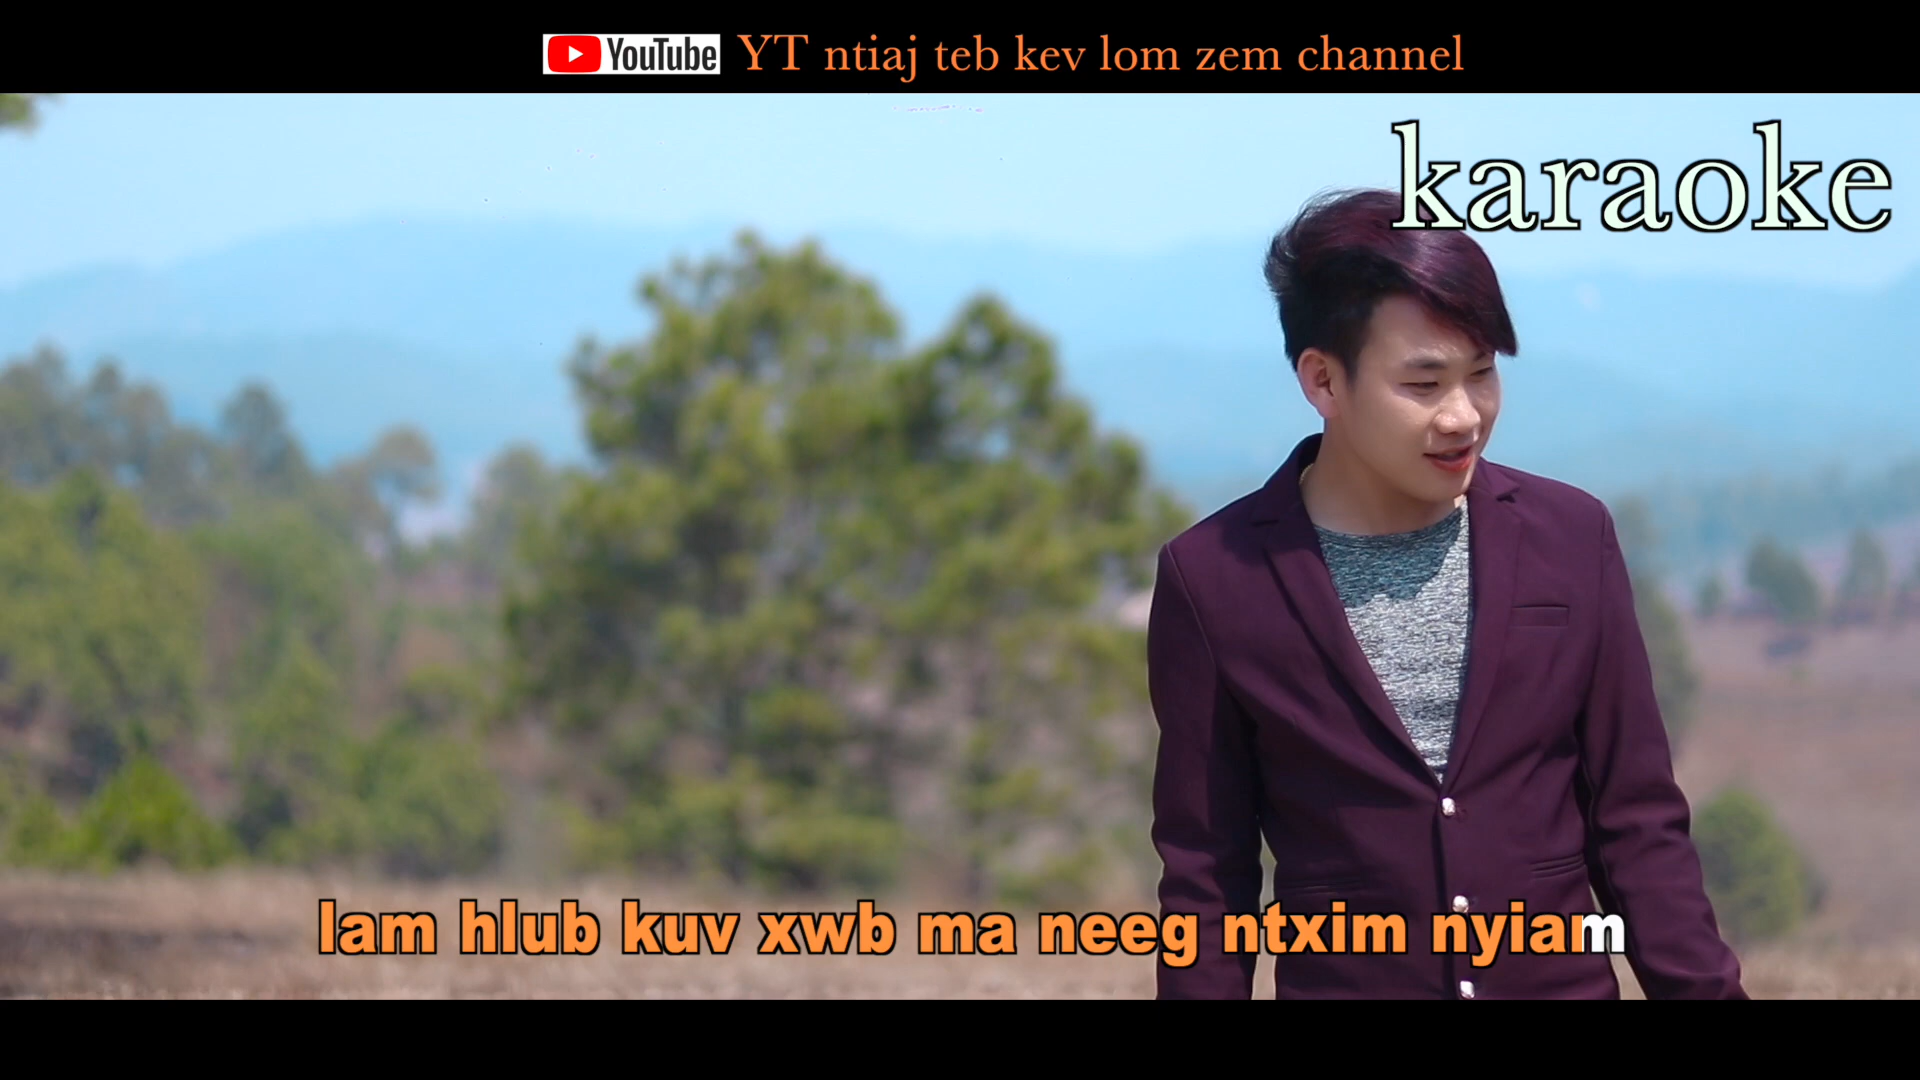 YouTube YT ntiaj teb kev lom zem channel
karaoke
lam hlub kuv xwb ma neeg ntxim nyiam